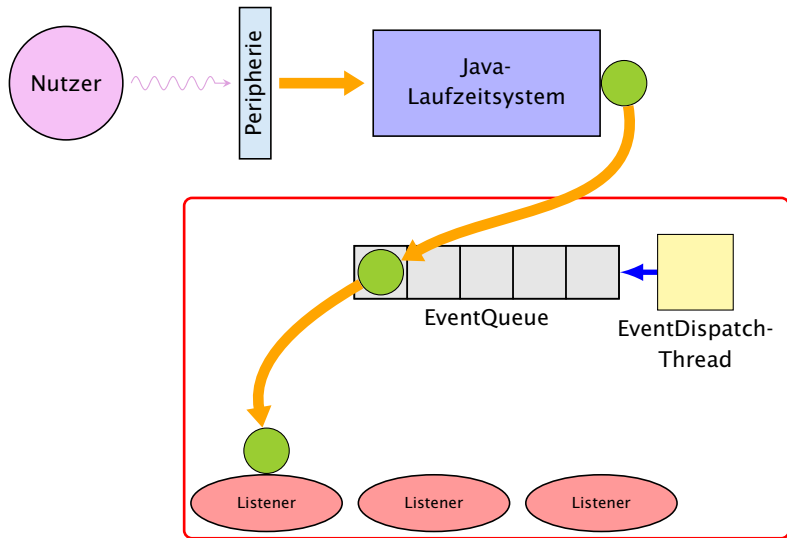 Nutzer
Peripherie
Java-
Laufzeitsystem
EventQueue
EventDispatch-
Thread
Listener
Listener
Listener